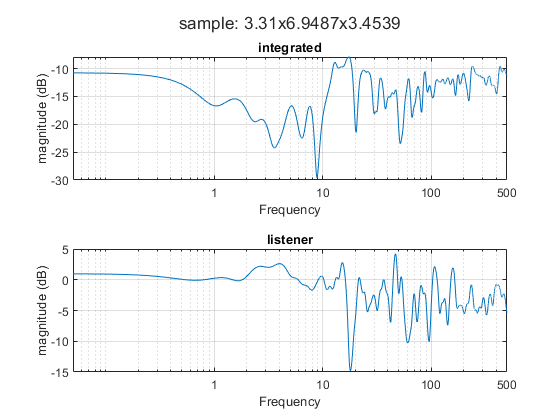 sample: 3.31x6.9487x3.4539
integrated
magnitude (dB)
-10
-15
-20
-25
-30
1
10
100
500
Frequency
listener
magnitude (dB)
5
0
-5
-10
-15
1
10
100
500
Frequency